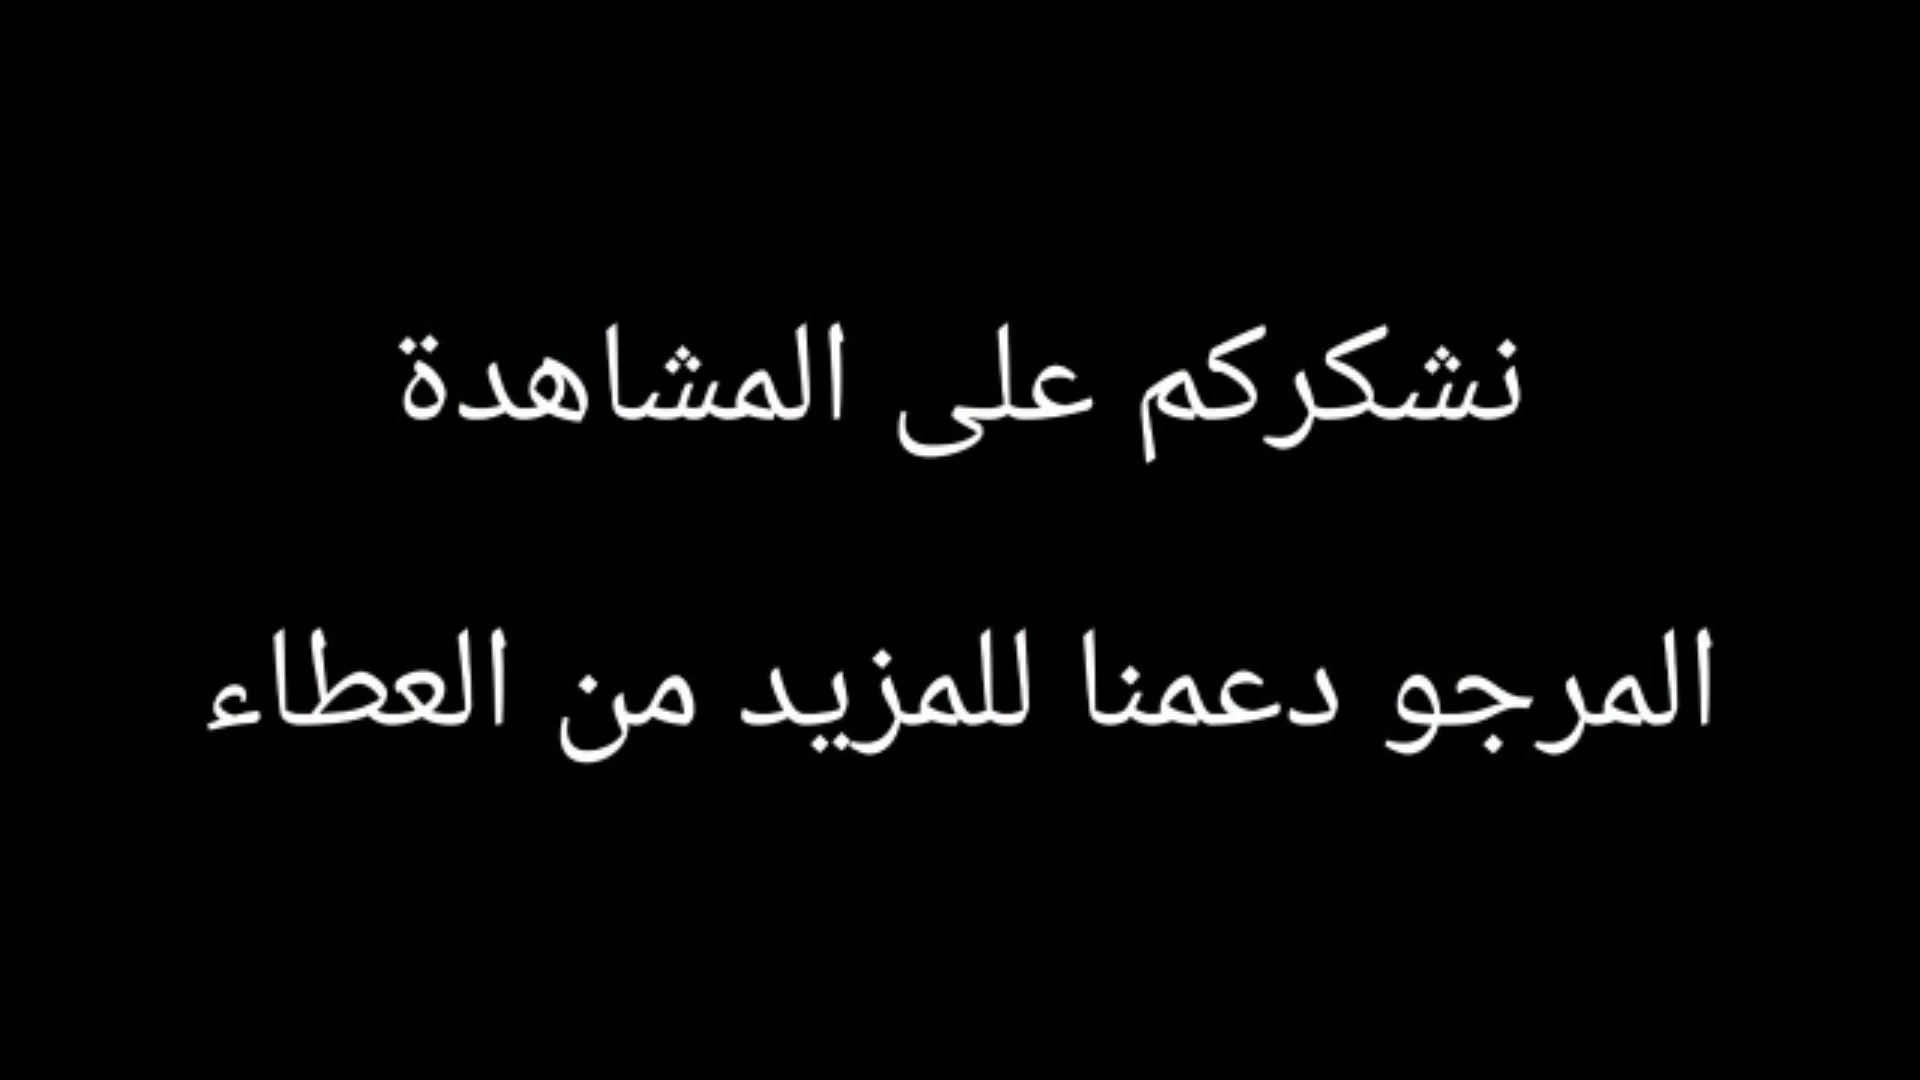 نشكركم على المشاهدة
المرجو دعمنا للمزيد من العطاء